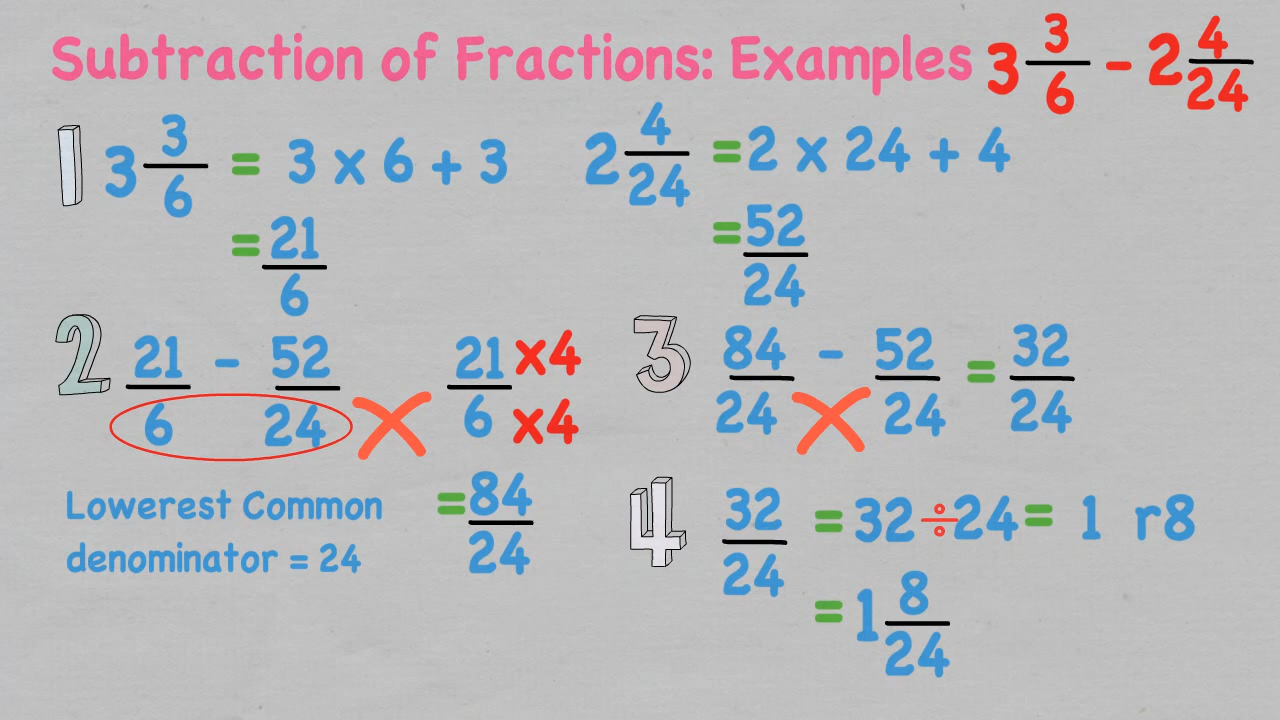 Subtraction of Fractions: Examples 3 3/6 - 2 4/24
1 3 3/6 = 3 x 6 + 3
= 21/6
2 4/24 = 2 x 24 + 4
= 52/24
2 21/6 - 52/24 21 x4/6 x4
Lowerest Common
denominator = 24
= 84/24
3 84/24 - 52/24 = 32/24
4 32/24 = 32 ÷ 24 = 1 r8
= 1 8/24